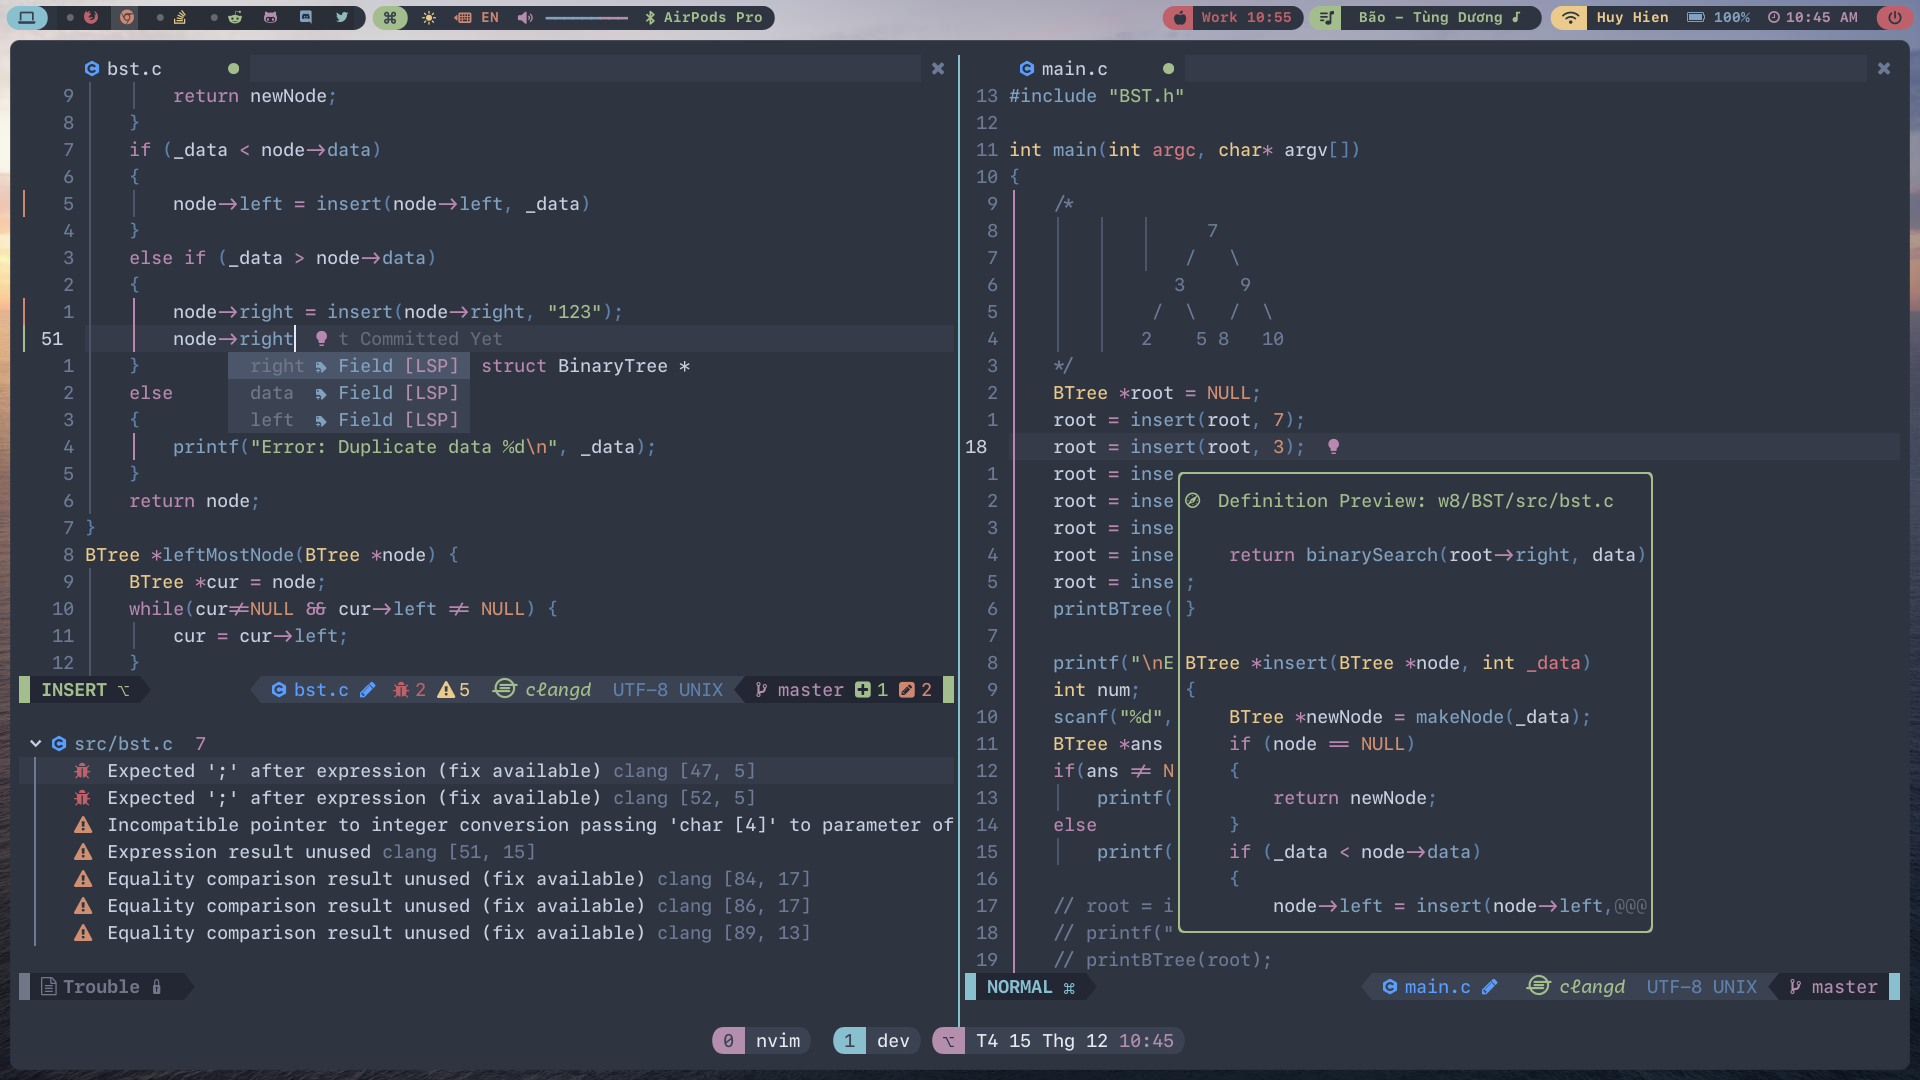 EN
AirPods Pro
Work 10:55
Bão - Tùng Dương ♪
Huy Hien
100%
10:45 AM
bst.c
9 return newNode;
8 }
7 if (_data < node->data)
6 {
5 node->left = insert(node->left, _data)
4 }
3 else if (_data > node->data)
2 {
1 node->right = insert(node->right, "123");
51 node->right t Committed Yet
1 } right Field [LSP] struct BinaryTree *
2 else data Field [LSP]
3 { left Field [LSP]
4 printf("Error: Duplicate data %d\n", _data);
5 }
6 return node;
7 }
8 BTree *leftMostNode(BTree *node) {
9 BTree *cur = node;
10 while(cur≠NULL && cur->left ≠ NULL) {
11 cur = cur->left;
12 }
INSERT ⌥ bst.c 2 5 clangd UTF-8 UNIX master 1 2
src/bst.c 7
Expected ';' after expression (fix available) clang [47, 5]
Expected ';' after expression (fix available) clang [52, 5]
Incompatible pointer to integer conversion passing 'char [4]' to parameter of
Expression result unused clang [51, 15]
Equality comparison result unused (fix available) clang [84, 17]
Equality comparison result unused (fix available) clang [86, 17]
Equality comparison result unused (fix available) clang [89, 13]
Trouble
main.c
13 #include "BST.h"
12
11 int main(int argc, char* argv[])
10 {
9 /*
8 7
7 / \
6 3 9
5 / \ / \
4 2 5 8 10
3 */
2 BTree *root = NULL;
1 root = insert(root, 7);
18 root = insert(root, 3);
1 root = inse
2 root = inse
3 root = inse
4 root = inse
5 root = inse
6 printBTree(
7
8 printf("\nE
9 int num;
10 scanf("%d",
11 BTree *ans
12 if(ans ≠ N
13 printf(
14 else
15 printf(
16
17 // root = i
18 // printf("
19 // printBTree(root);
Definition Preview: w8/BST/src/bst.c
return binarySearch(root->right, data)
;
}
BTree *insert(BTree *node, int _data)
{
BTree *newNode = makeNode(_data);
if (node == NULL)
{
return newNode;
}
if (_data < node->data)
{
node->left = insert(node->left,@@@
NORMAL ⌘ main.c clangd UTF-8 UNIX master
0 nvim 1 dev ⌥ T4 15 Thg 12 10:45